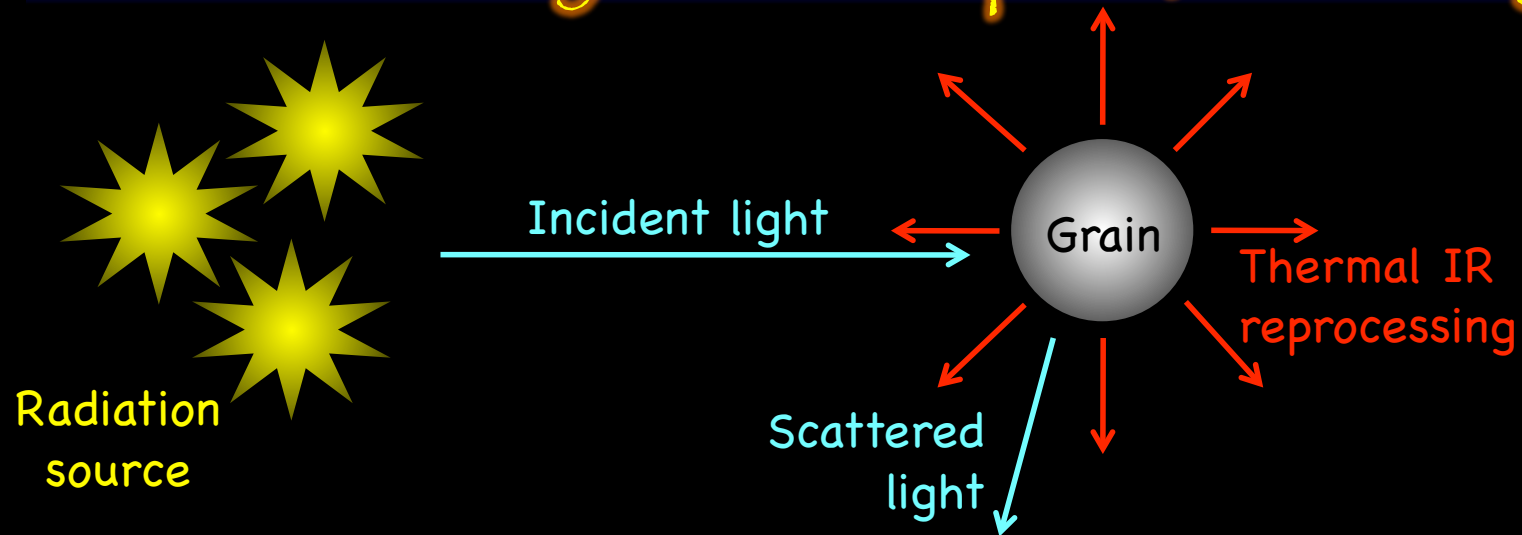 Incident light
Grain
Thermal IR
reprocessing
Radiation
source
Scattered
light